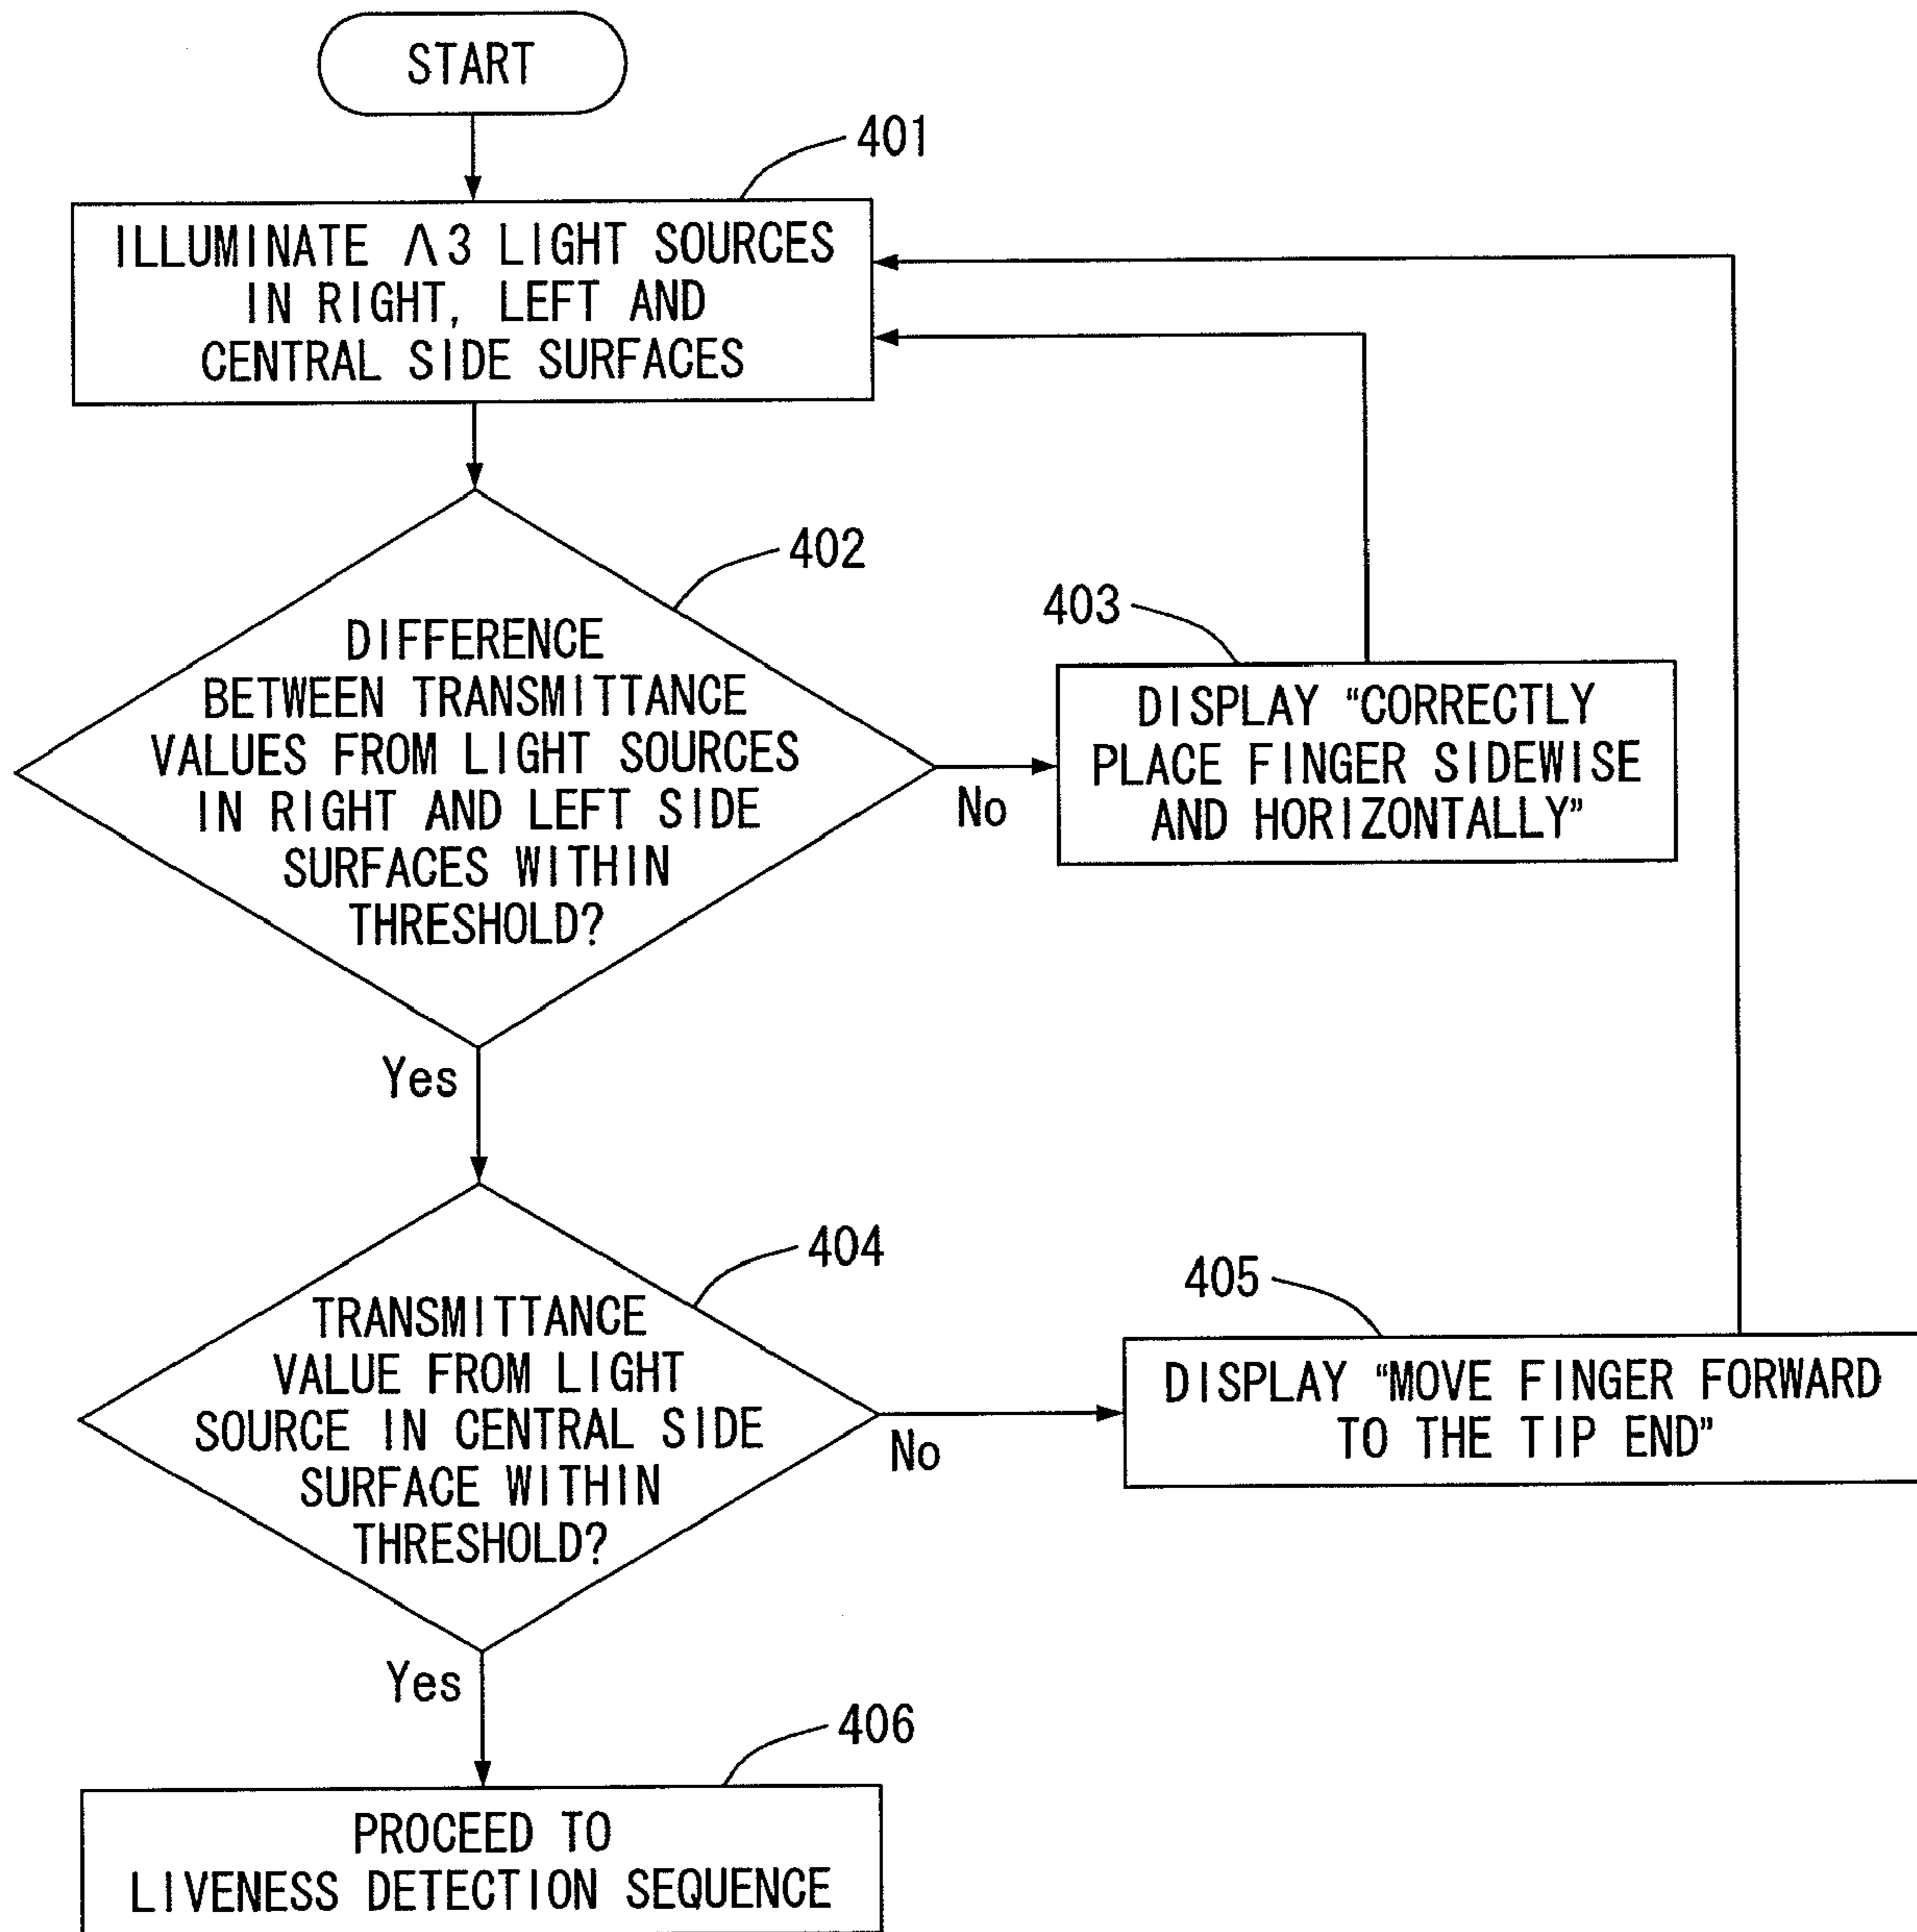 START
401
ILLUMINATE Λ3 LIGHT SOURCES
IN RIGHT, LEFT AND
CENTRAL SIDE SURFACES
402
DIFFERENCE
BETWEEN TRANSMITTANCE
VALUES FROM LIGHT SOURCES
IN RIGHT AND LEFT SIDE
SURFACES WITHIN
THRESHOLD?
No
403
DISPLAY “CORRECTLY
PLACE FINGER SIDEWISE
AND HORIZONTALLY”
Yes
404
TRANSMITTANCE
VALUE FROM LIGHT
SOURCE IN CENTRAL SIDE
SURFACE WITHIN
THRESHOLD?
No
405
DISPLAY “MOVE FINGER FORWARD
TO THE TIP END”
Yes
406
PROCEED TO
LIVENESS DETECTION SEQUENCE